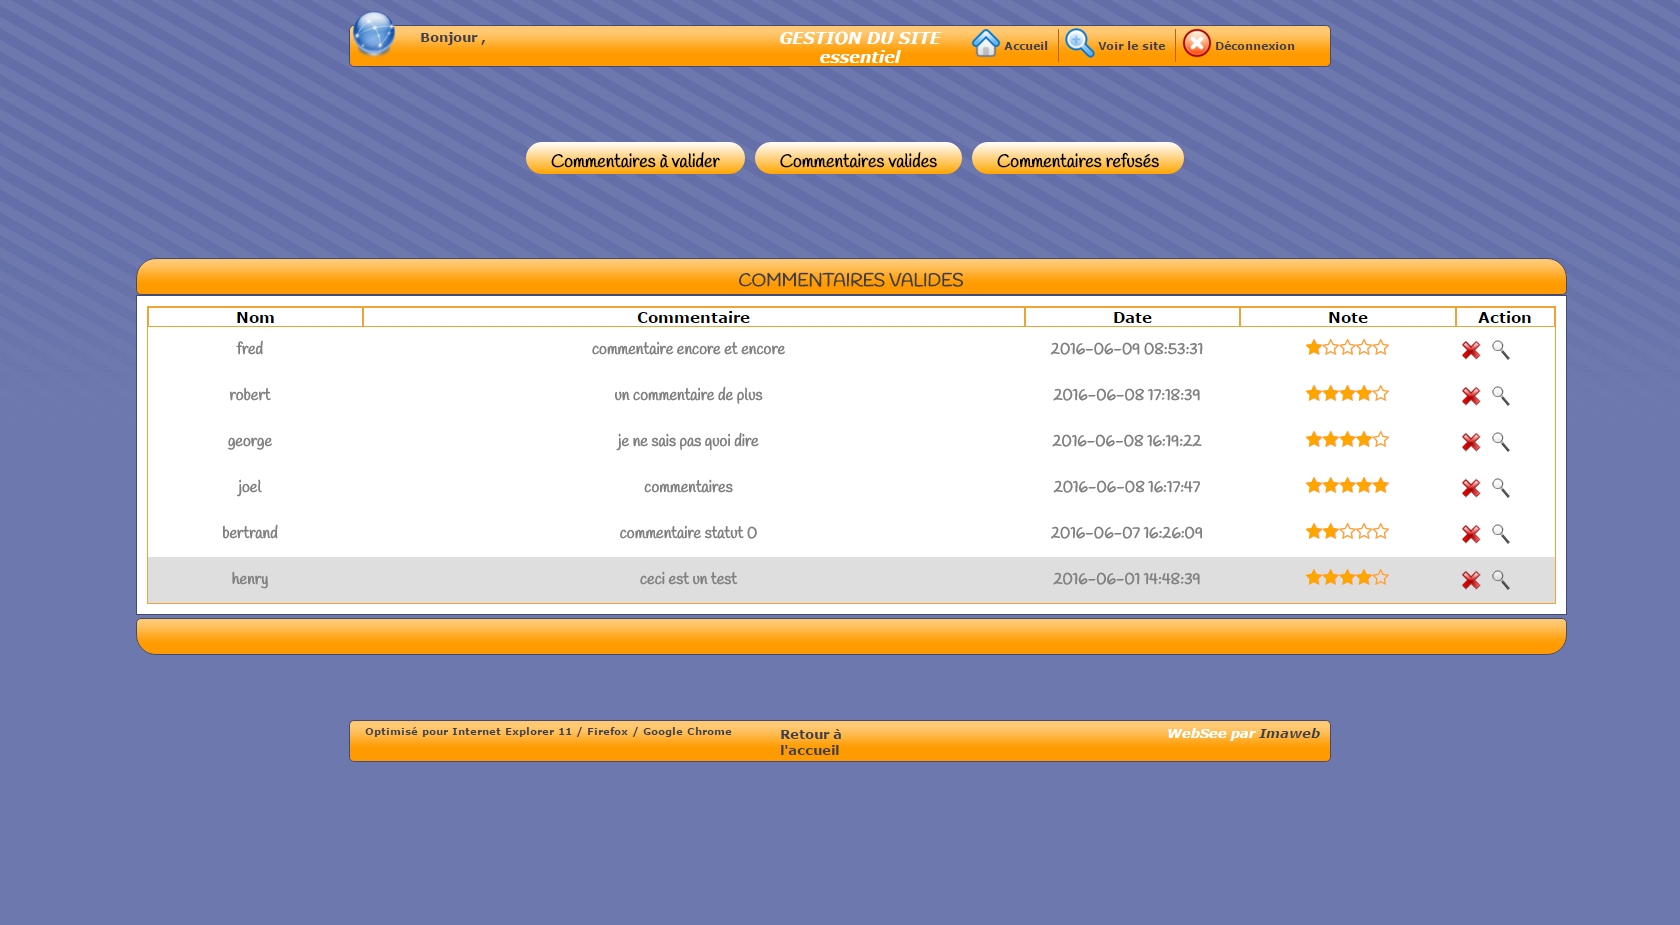 Bonjour ,
GESTION DU SITE
essentiel
Accueil
Voir le site
Déconnexion
Commentaires à valider
Commentaires valides
Commentaires refusés
COMMENTAIRES VALIDES
Nom Commentaire Date Note Action
fred commentaire encore et encore 2016-06-09 08:53:31
robert un commentaire de plus 2016-06-08 17:18:39
george je ne sais pas quoi dire 2016-06-08 16:19:22
joel commentaires 2016-06-08 16:17:47
bertrand commentaire statut 0 2016-06-07 16:26:09
henry ceci est un test 2016-06-01 14:48:39
Optimisé pour Internet Explorer 11 / Firefox / Google Chrome
Retour à
l'accueil
WebSee par Imaweb